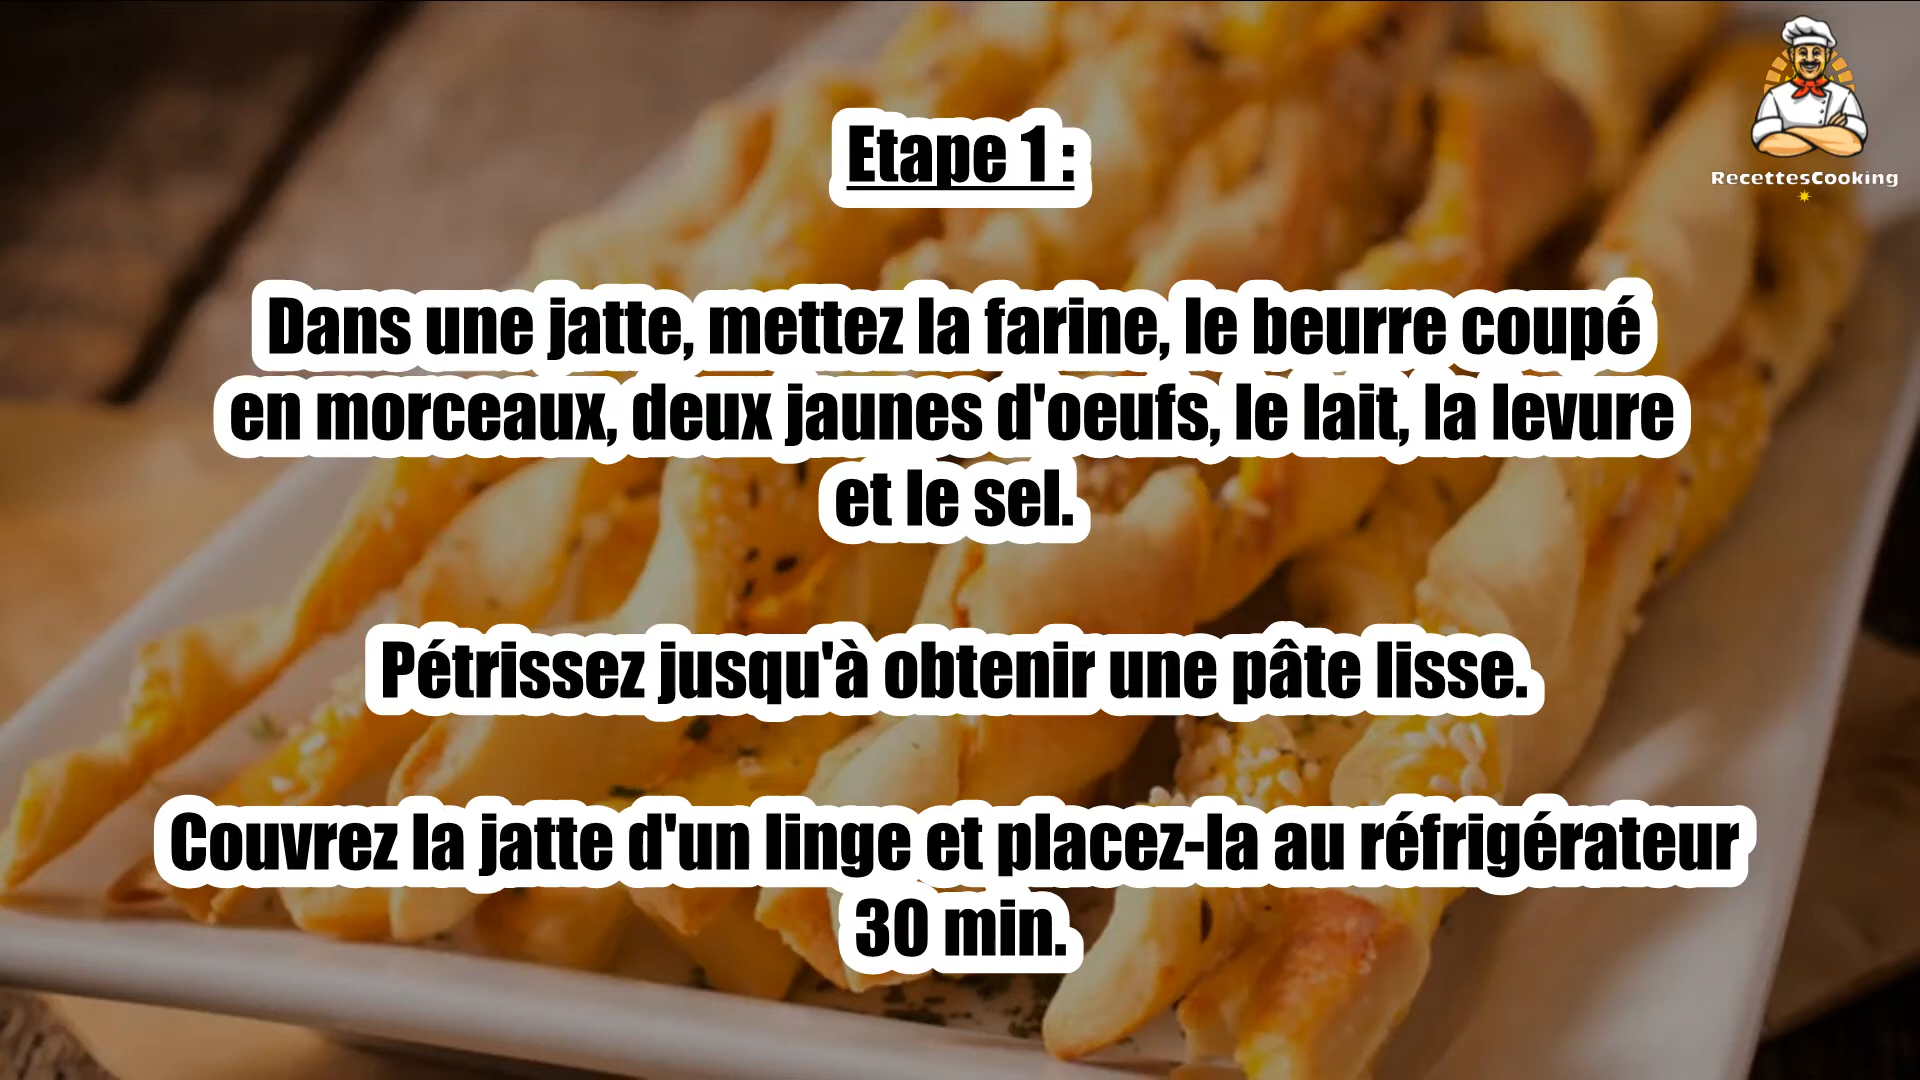 RecettesCooking
Etape 1 :
Dans une jatte, mettez la farine, le beurre coupé
en morceaux, deux jaunes d'oeufs, le lait, la levure
et le sel.
Pétrissez jusqu'à obtenir une pâte lisse.
Couvrez la jatte d'un linge et placez-la au réfrigérateur
30 min.